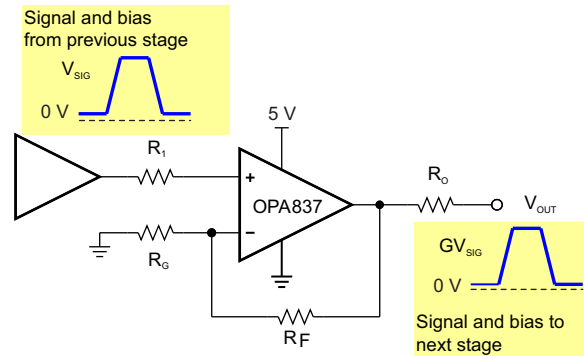 Signal and bias
from previous stage
VSIG
0 V
5 V
R1
+
OPA837
−
RG
RF
RO
VOUT
GVSIG
0 V
Signal and bias to
next stage